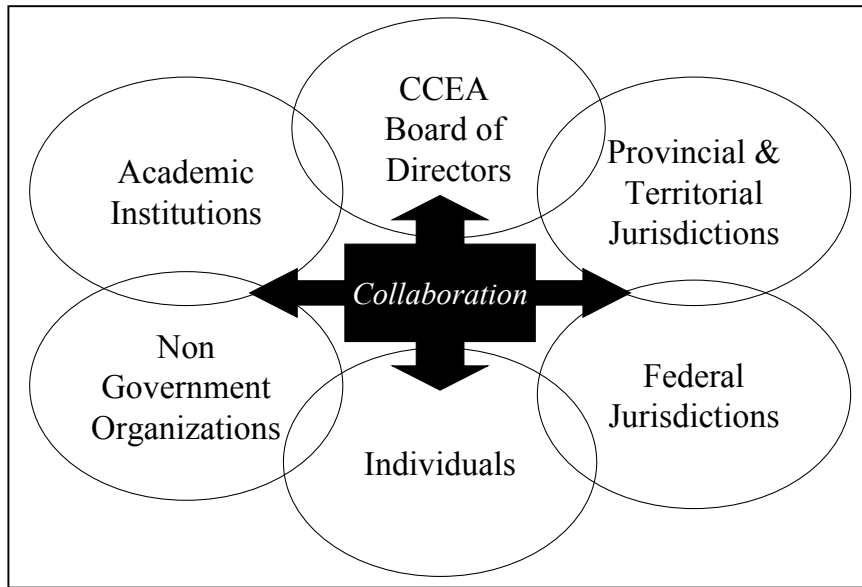 CCEA
Board of
Directors
Academic
Institutions
Provincial &
Territorial
Jurisdictions
Collaboration
Non
Government
Organizations
Federal
Jurisdictions
Individuals